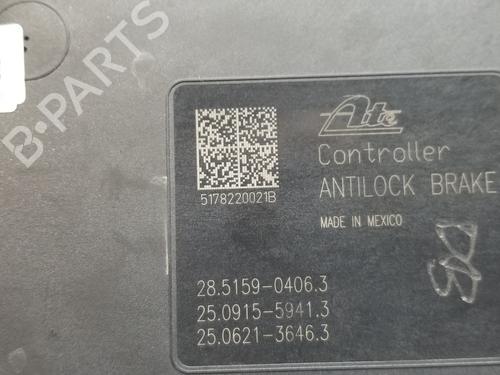 B-PARTS
Ate
Controller
ANTILOCK BRAKE
5178220021B
MADE IN MEXICO
28.5159-0406.3
25.0915-5941.3
25.0621-3646.3